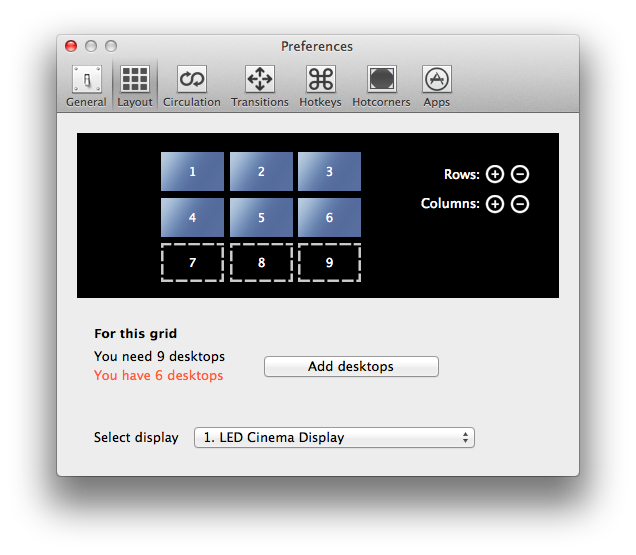 Preferences
General Layout Circulation Transitions Hotkeys Hotcorners Apps
1 2 3
Rows:
4 5 6
Columns:
7 8 9
For this grid
You need 9 desktops
You have 6 desktops
Add desktops
Select display 1. LED Cinema Display